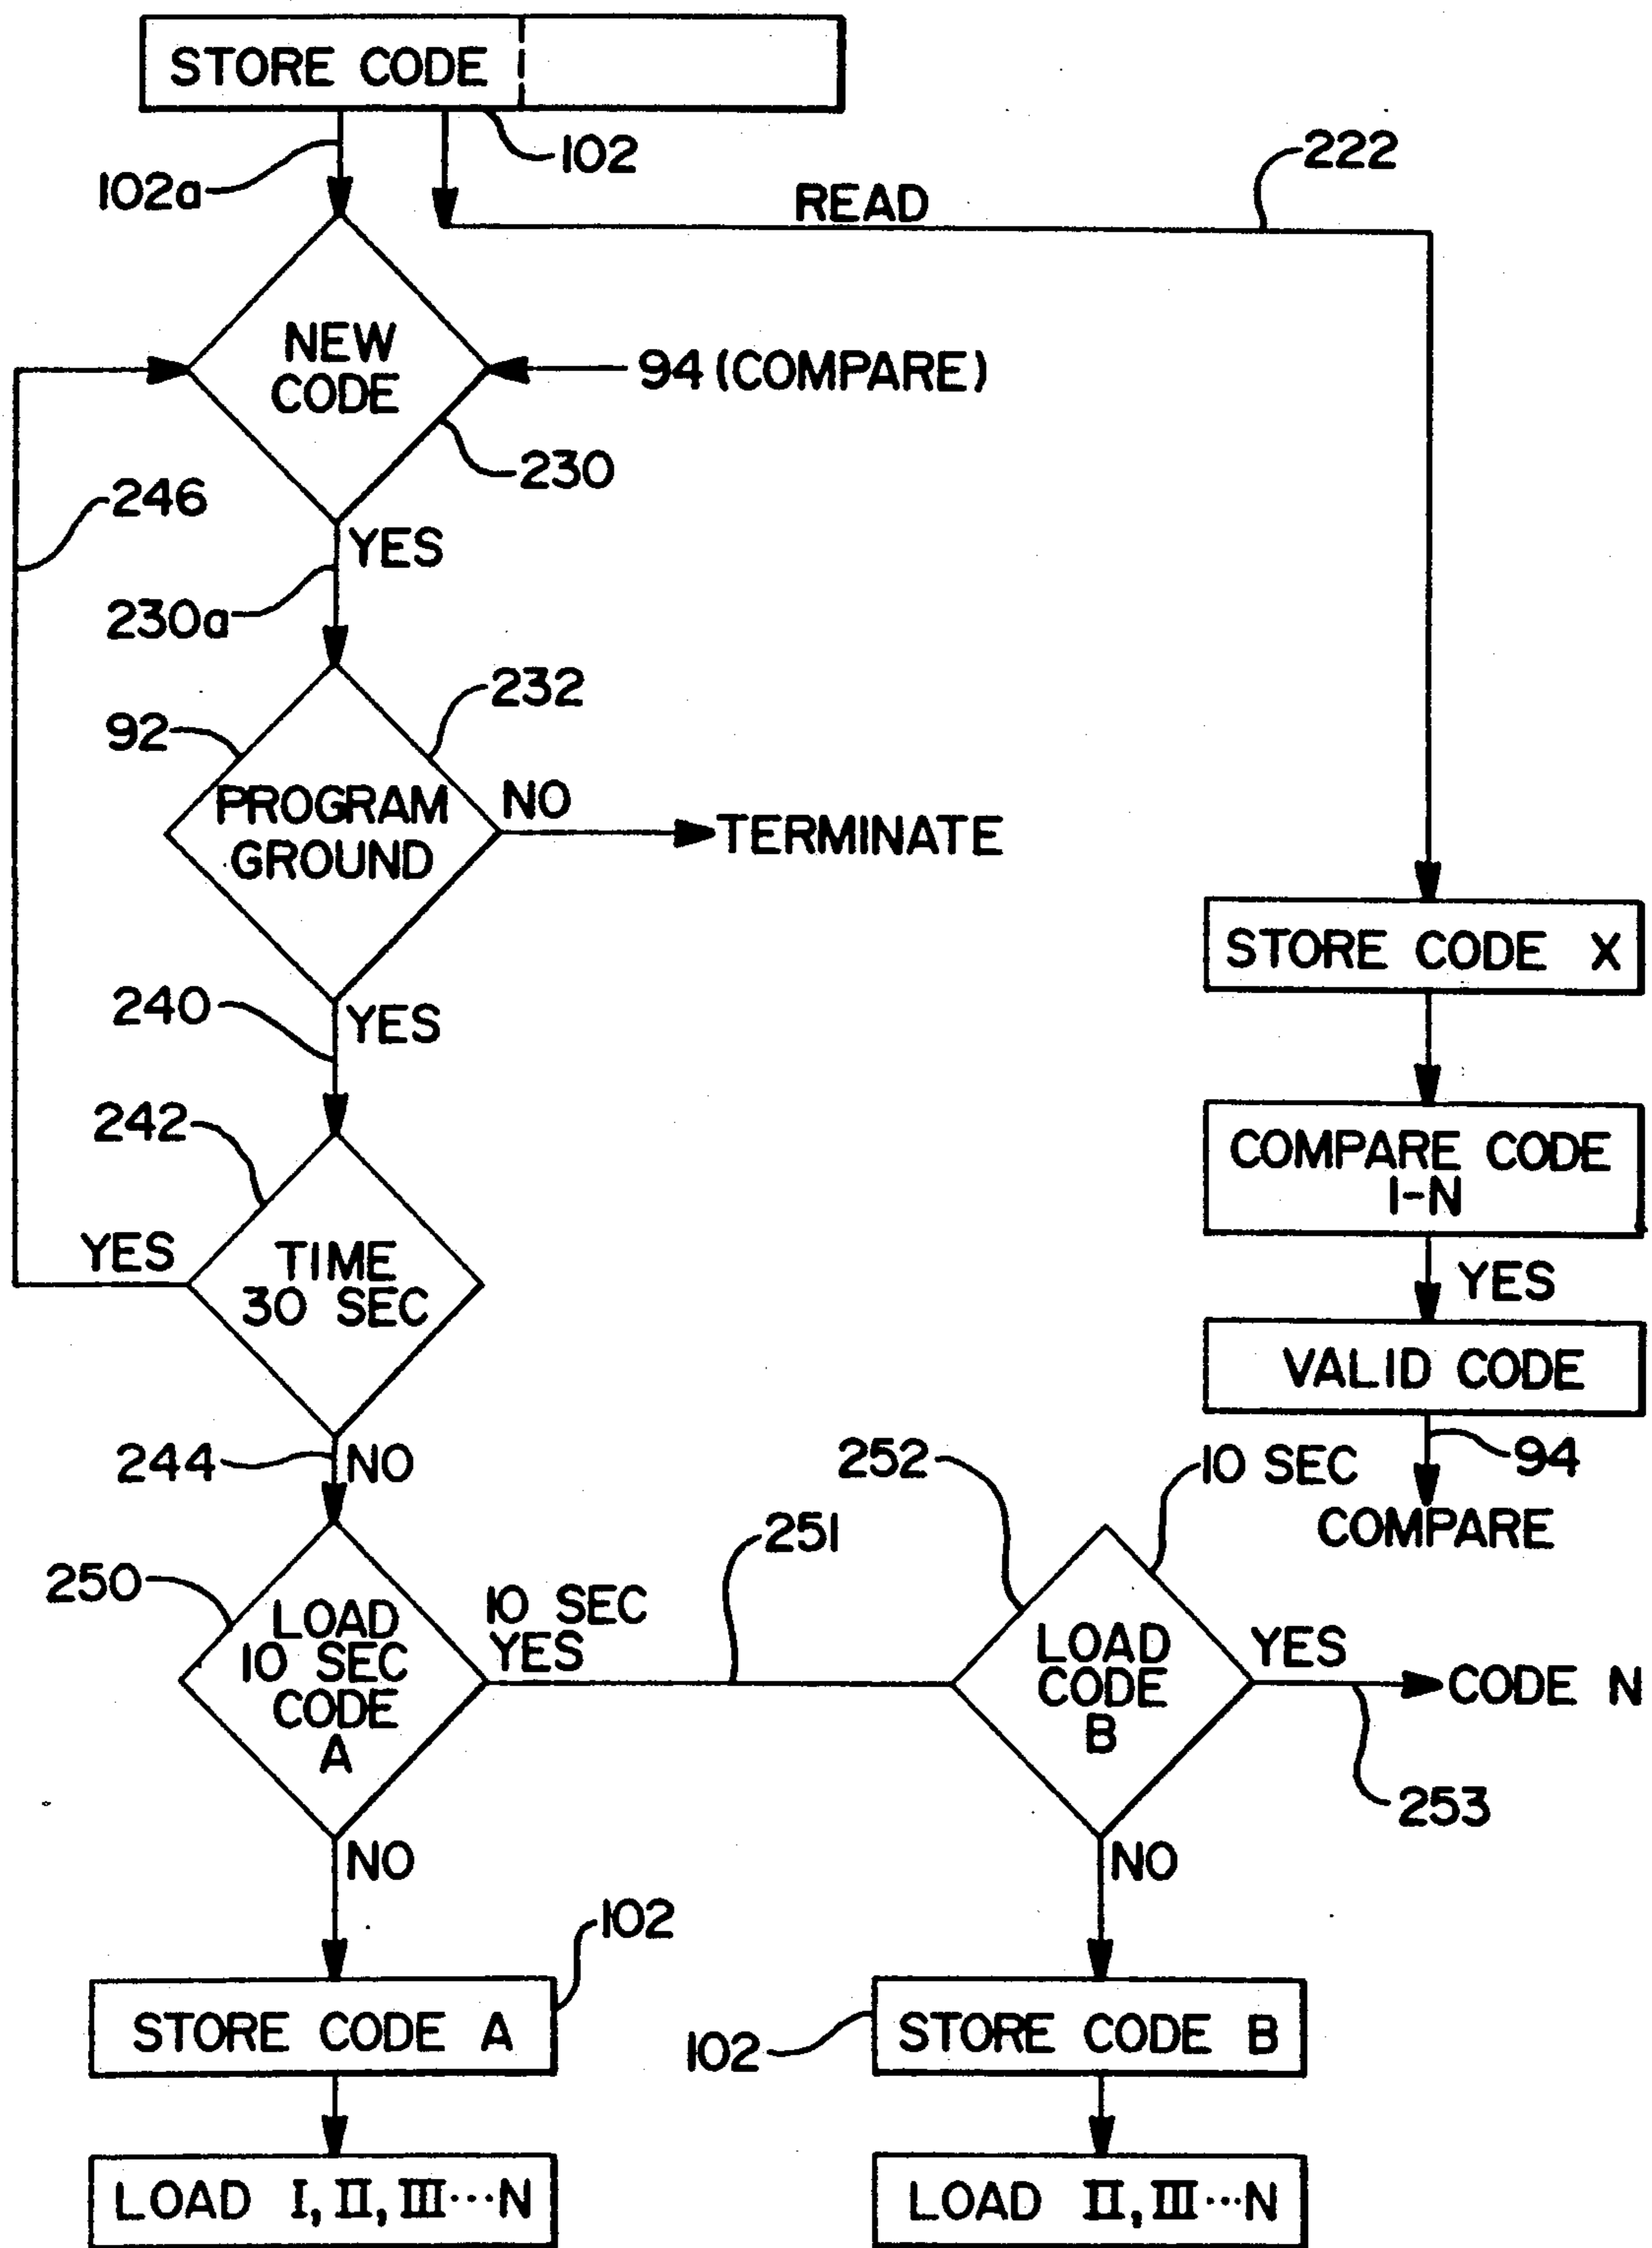 STORE CODE
102
102a
222
READ
NEW
CODE
94 (COMPARE)
230
246
YES
230a
232
92
PROGRAM
GROUND
NO
TERMINATE
STORE CODE X
240
YES
242
COMPARE CODE
1-N
YES
TIME
30 SEC
YES
VALID CODE
244
NO
252
10 SEC
94
COMPARE
251
250
LOAD
10 SEC
CODE
A
10 SEC
YES
LOAD
CODE
B
YES
CODE N
253
NO
NO
102
STORE CODE A
102
STORE CODE B
LOAD I, II, III···N
LOAD II, III···N